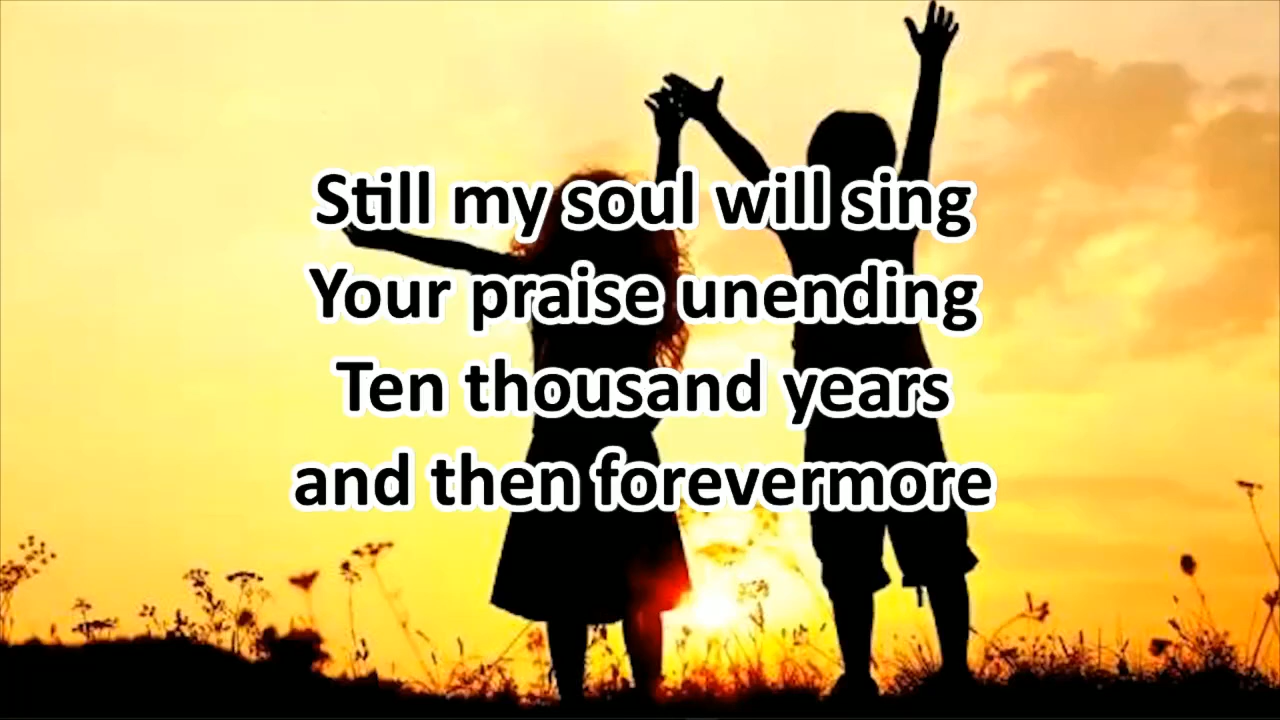 Still my soul will sing
Your praise unending
Ten thousand years
and then forevermore